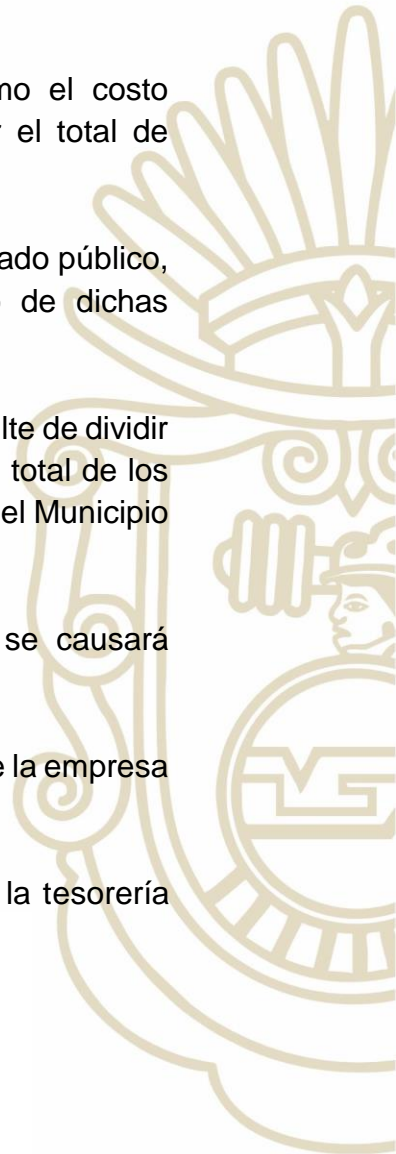 mo el costo
r el total de
ado público,
de dichas
lte de dividir
total de los
el Municipio
se causará
e la empresa
la tesorería